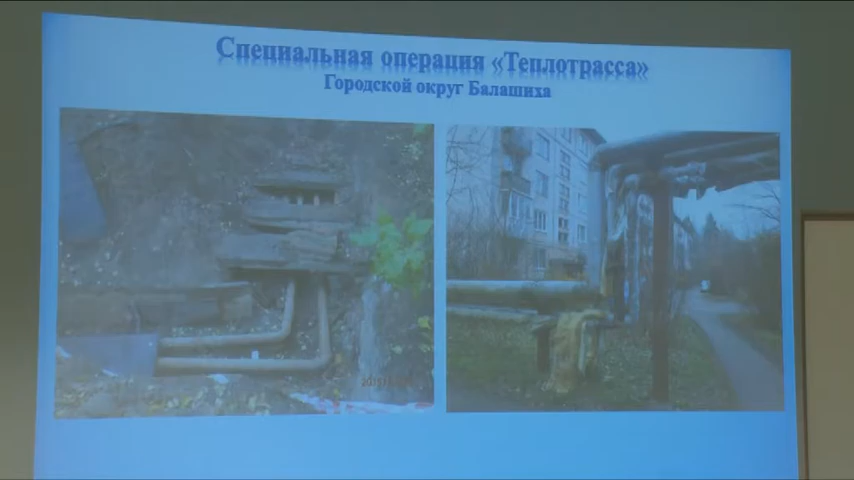 Специальная операция «Теплотрасса»
Городской округ Балашиха